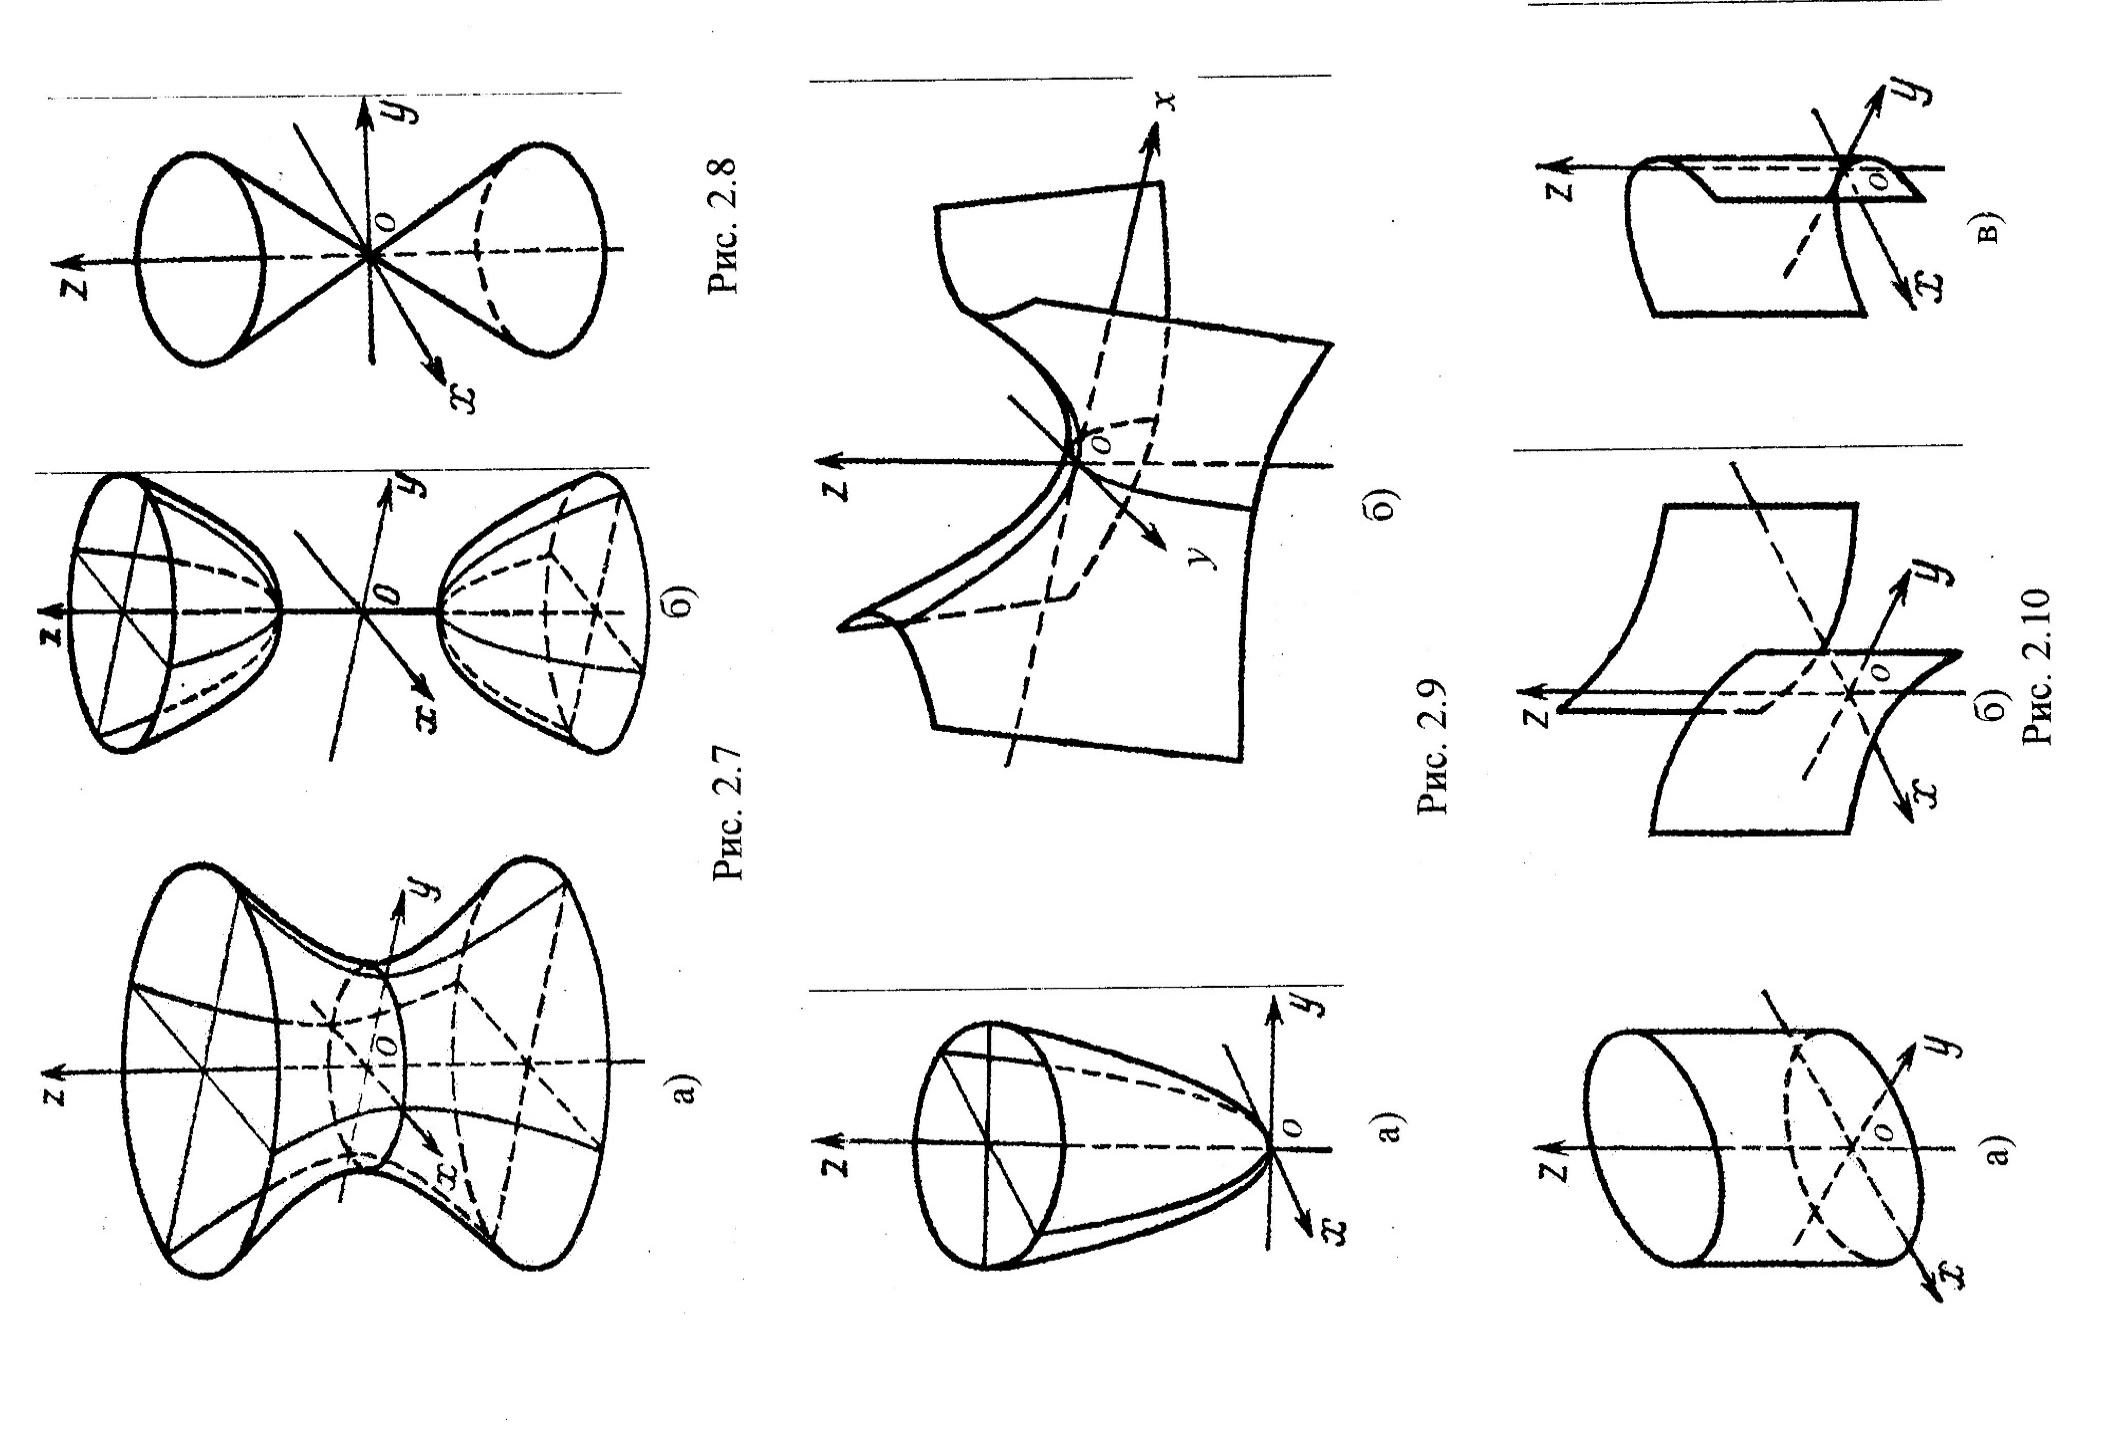 z
y
O
x
а)
z
y
O
x
б)
Рис. 2.7
z
y
O
x
Рис. 2.8
z
y
O
x
а)
z
x
O
y
б)
Рис. 2.9
z
y
O
x
а)
z
y
O
x
б)
z
y
O
x
в)
Рис. 2.10